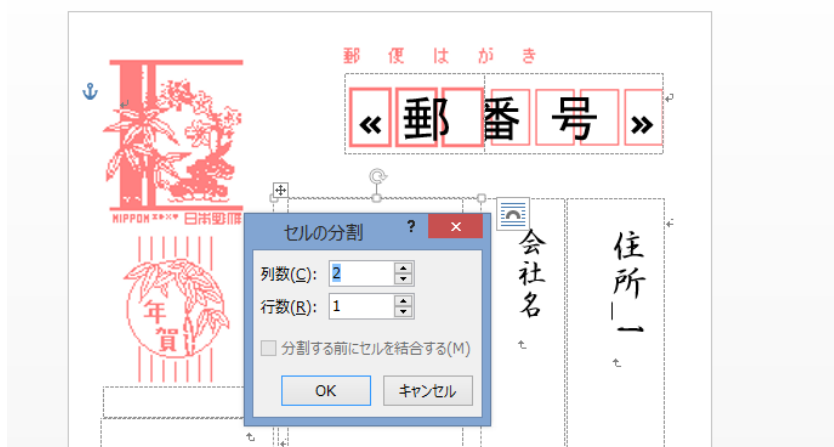 郵便はがき
«郵 番 号»
NIPPON
日本郵便
年賀
セルの分割
?
×
会社名
住所一
列数(C): 2
行数(R): 1
分割する前にセルを結合する(M)
OK
キャンセル